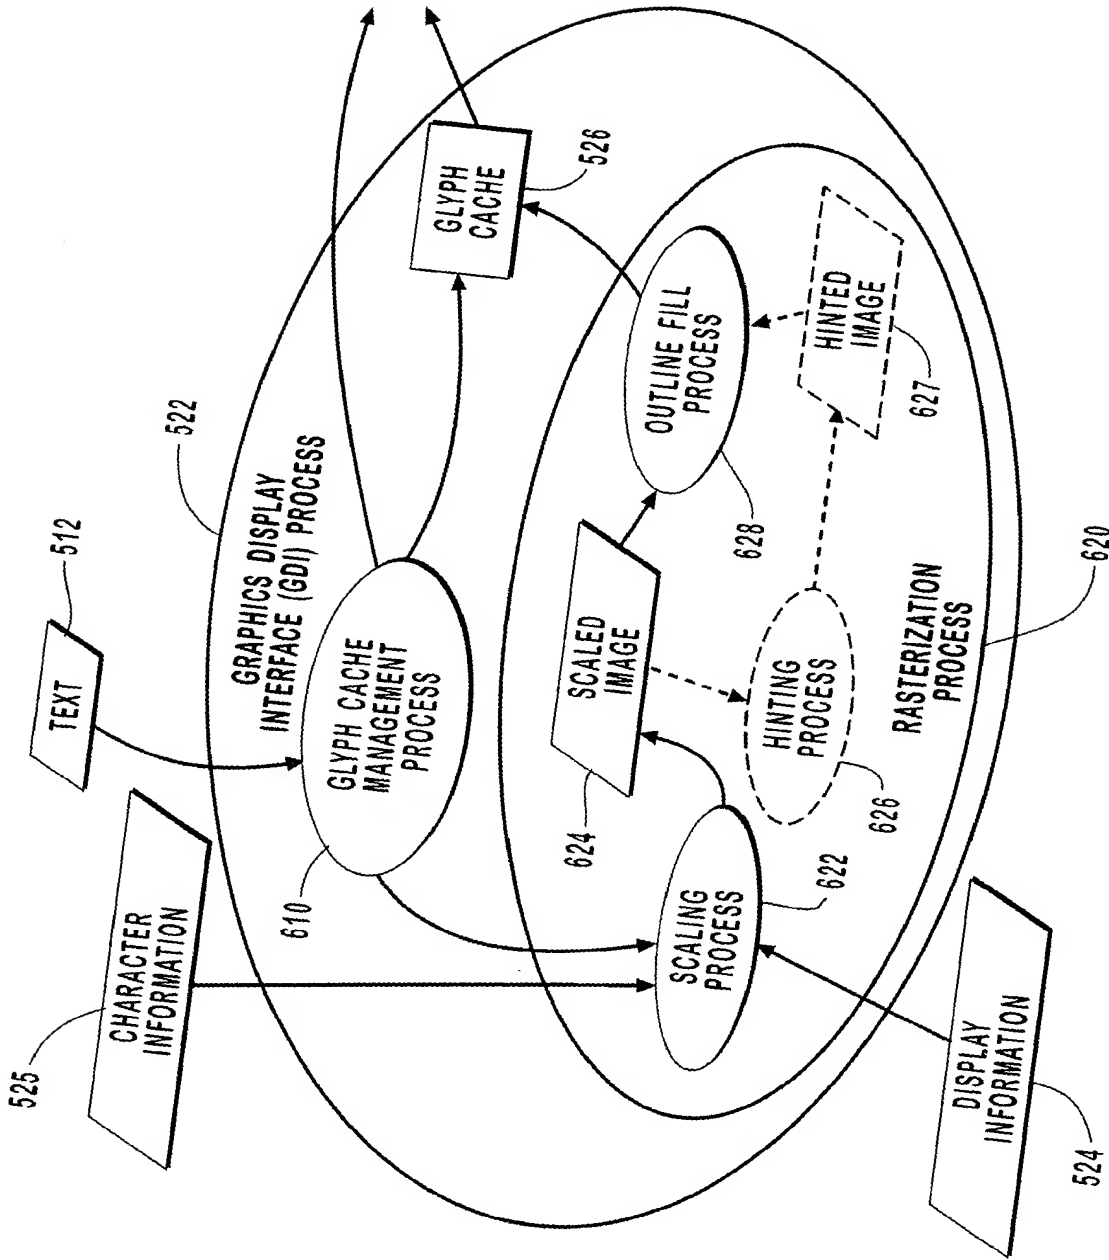 525
CHARACTER
INFORMATION
TEXT
512
522
GRAPHICS DISPLAY
INTERFACE (GDI) PROCESS
610
GLYPH CACHE
MANAGEMENT
PROCESS
GLYPH
CACHE
526
624
SCALED
IMAGE
OUTLINE FILL
PROCESS
628
SCALING
PROCESS
622
HINTING
PROCESS
626
HINTED
IMAGE
627
RASTERIZATION
PROCESS
620
DISPLAY
INFORMATION
524